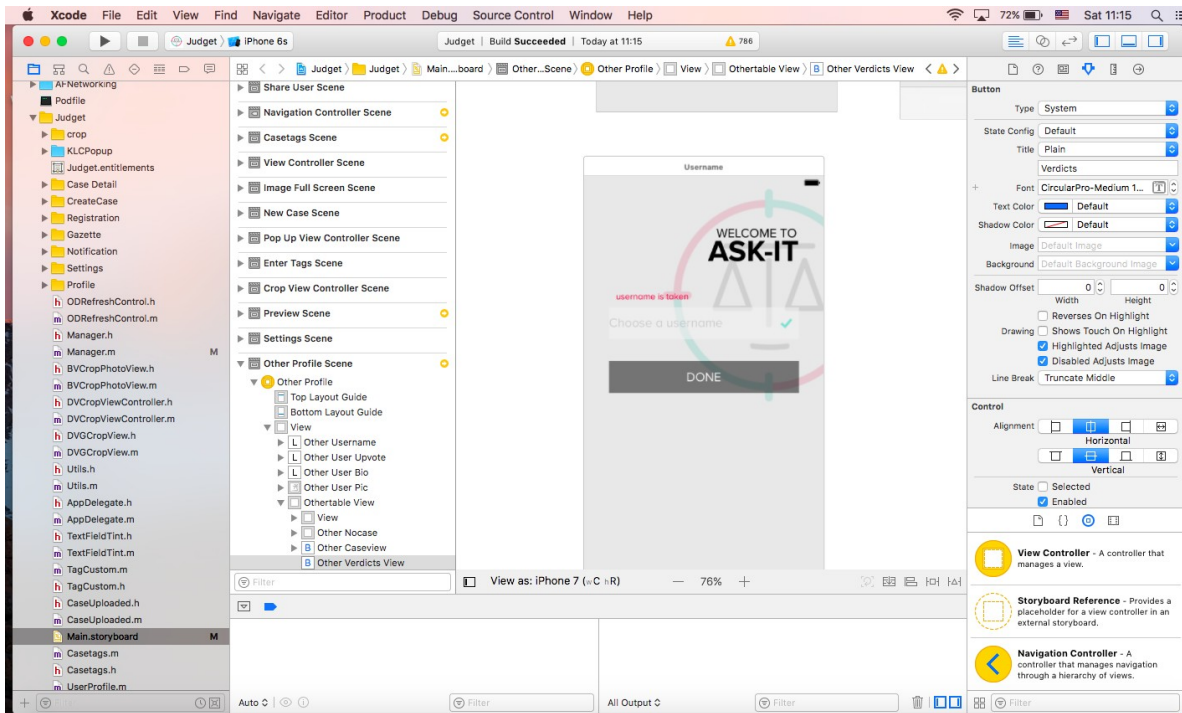 Xcode File Edit View Find Navigate Editor Product Debug Source Control Window Help 72% Sat 11:15
Judget iPhone 6s Judget | Build Succeeded | Today at 11:15 786
Judget Judget Main....board Other...Scene Other Profile View Othertable View B Other Verdicts View
AFNetworking
Podfile
Judget
crop
KLCPopup
Judget.entitlements
Case Detail
CreateCase
Registration
Gazette
Notification
Settings
Profile
h ODRefreshControl.h
m ODRefreshControl.m
h Manager.h
m Manager.m M
h BVCropPhotoView.h
m BVCropPhotoView.m
h DVCropViewController.h
m DVCropViewController.m
h DVGCropView.h
m DVGCropView.m
h Utils.h
m Utils.m
h AppDelegate.h
m AppDelegate.m
h TextFieldTint.h
m TextFieldTint.m
m TagCustom.m
h TagCustom.h
h CaseUploaded.h
m CaseUploaded.m
Main.storyboard M
m Casetags.m
h Casetags.h
m UserProfile.m
Share User Scene
Navigation Controller Scene
Casetags Scene
View Controller Scene
Image Full Screen Scene
New Case Scene
Pop Up View Controller Scene
Enter Tags Scene
Crop View Controller Scene
Preview Scene
Settings Scene
Other Profile Scene
Other Profile
Top Layout Guide
Bottom Layout Guide
View
L Other Username
L Other User Upvote
L Other User Bio
Other User Pic
Othertable View
View
Other Nocase
B Other Caseview
B Other Verdicts View
Filter
Username
WELCOME TO
ASK-IT
username is taken
Choose a username
DONE
View as: iPhone 7 (wC hR) — 76% +
Auto
Filter
All Output
Filter
Button
Type System
State Config Default
Title Plain
Verdicts
Font CircularPro-Medium 1...
Text Color Default
Shadow Color Default
Image Default Image
Background Default Background Image
Shadow Offset 0 0
Width Height
Reverses On Highlight
Drawing Shows Touch On Highlight
Highlighted Adjusts Image
Disabled Adjusts Image
Line Break Truncate Middle
Control
Alignment
Horizontal
Vertical
State Selected
Enabled
View Controller - A controller that
manages a view.
Storyboard Reference - Provides a
placeholder for a view controller in an
external storyboard.
Navigation Controller - A
controller that manages navigation
through a hierarchy of views.
Filter